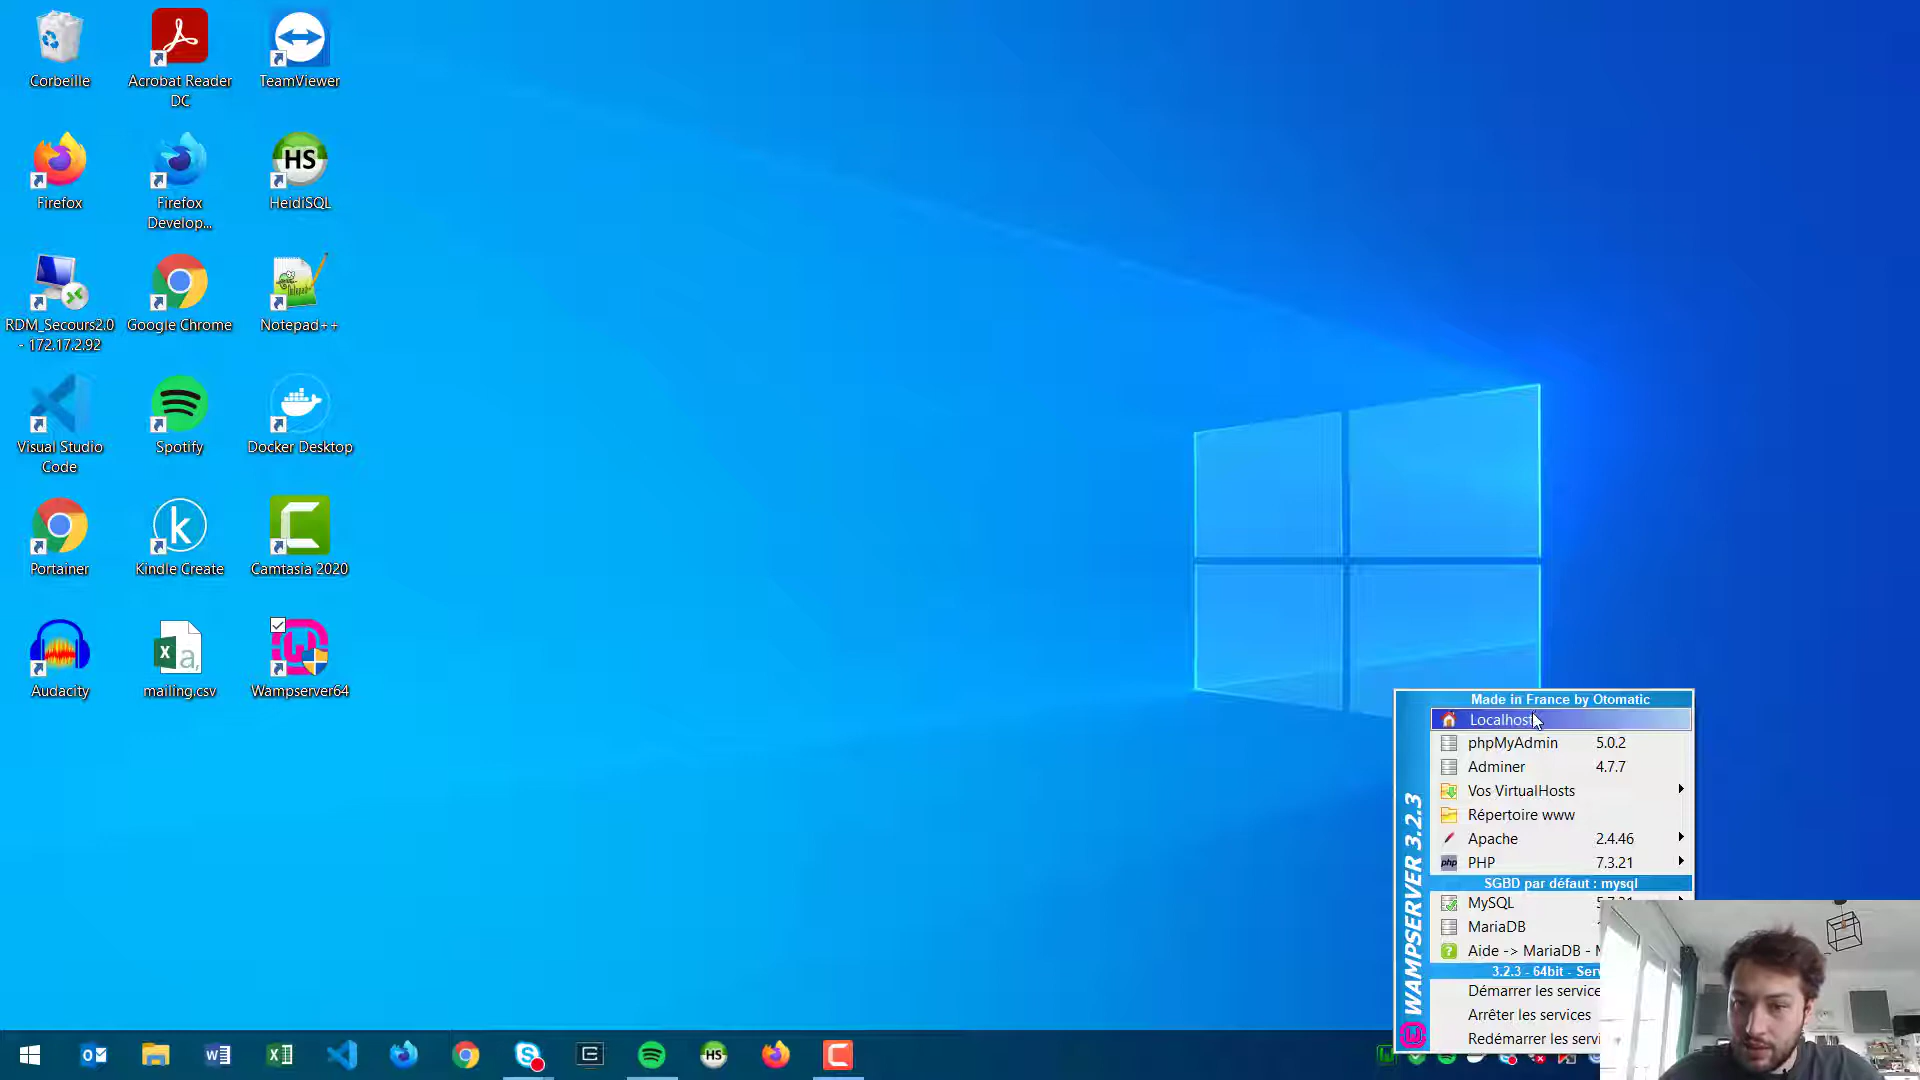 Corbeille
Acrobat Reader
DC
TeamViewer
Firefox
Firefox
Develop...
HS
HeidiSQL
RDM_Secours2.0
- 172.17.2.92
Google Chrome
Notepad++
Visual Studio
Code
Spotify
Docker Desktop
Portainer
Kindle Create
Camtasia 2020
Audacity
mailing.csv
Wampserver64
WAMPSERVER 3.2.3
Made in France by Otomatic
Localhost
phpMyAdmin 5.0.2
Adminer 4.7.7
Vos VirtualHosts
Répertoire www
Apache 2.4.46
php PHP 7.3.21
SGBD par défaut : mysql
MySQL
MariaDB
Aide -> MariaDB -
3.2.3 - 64bit -
Démarrer les service
Arrêter les services
Redémarrer les servi
HS